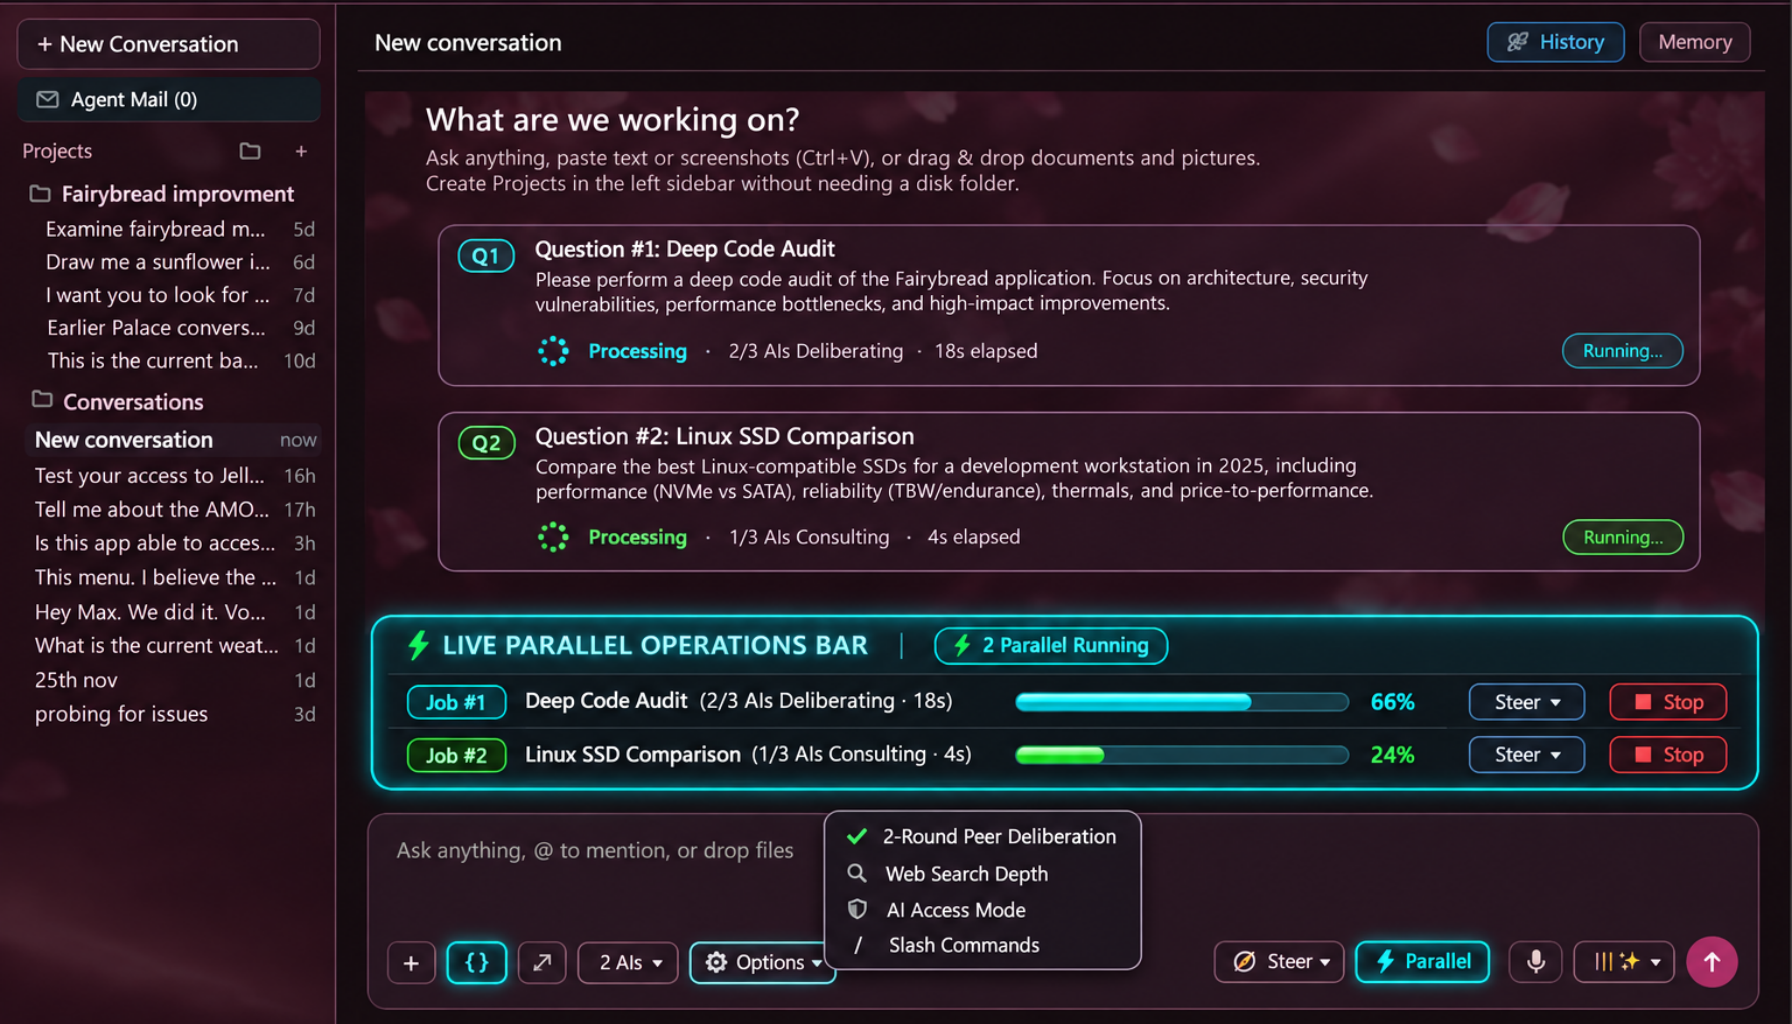 + New Conversation
Agent Mail (0)
Projects +
Fairybread improvment
Examine fairybread m... 5d
Draw me a sunflower i... 6d
I want you to look for ... 7d
Earlier Palace convers... 9d
This is the current ba... 10d
Conversations
New conversation now
Test your access to Jell... 16h
Tell me about the AMO... 17h
Is this app able to acces... 3h
This menu. I believe the ... 1d
Hey Max. We did it. Vo... 1d
What is the current weat... 1d
25th nov 1d
probing for issues 3d
New conversation
History
Memory
What are we working on?
Ask anything, paste text or screenshots (Ctrl+V), or drag & drop documents and pictures.
Create Projects in the left sidebar without needing a disk folder.
Q1
Question #1: Deep Code Audit
Please perform a deep code audit of the Fairybread application. Focus on architecture, security
vulnerabilities, performance bottlenecks, and high-impact improvements.
Processing · 2/3 AIs Deliberating · 18s elapsed
Running...
Q2
Question #2: Linux SSD Comparison
Compare the best Linux-compatible SSDs for a development workstation in 2025, including
performance (NVMe vs SATA), reliability (TBW/endurance), thermals, and price-to-performance.
Processing · 1/3 AIs Consulting · 4s elapsed
Running...
LIVE PARALLEL OPERATIONS BAR | 2 Parallel Running
Job #1 Deep Code Audit (2/3 AIs Deliberating · 18s) 66% Steer Stop
Job #2 Linux SSD Comparison (1/3 AIs Consulting · 4s) 24% Steer Stop
Ask anything, @ to mention, or drop files
2-Round Peer Deliberation
Web Search Depth
AI Access Mode
/ Slash Commands
+ {} 2 AIs Options Steer Parallel